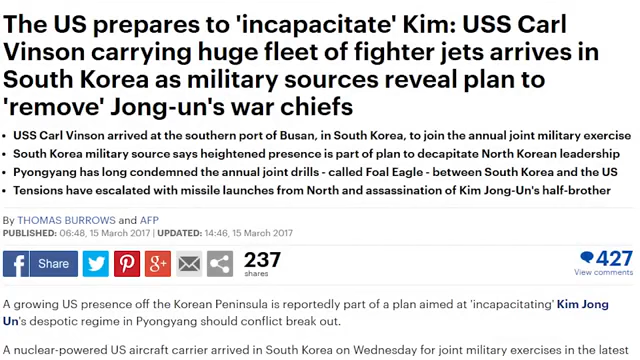 The US prepares to 'incapacitate' Kim: USS Carl
Vinson carrying huge fleet of fighter jets arrives in
South Korea as military sources reveal plan to
'remove' Jong-un's war chiefs
• USS Carl Vinson arrived at the southern port of Busan, in South Korea, to join the annual joint military exercise
• South Korea military source says heightened presence is part of plan to decapitate North Korean leadership
• Pyongyang has long condemned the annual joint drills - called Foal Eagle - between South Korea and the US
• Tensions have escalated with missile launches from North and assassination of Kim Jong-Un's half-brother
By THOMAS BURROWS and AFP
PUBLISHED: 06:48, 15 March 2017 | UPDATED: 14:46, 15 March 2017
f Share
g+
237
shares
427
View comments
A growing US presence off the Korean Peninsula is reportedly part of a plan aimed at 'incapacitating' Kim Jong
Un's despotic regime in Pyongyang should conflict break out.
A nuclear-powered US aircraft carrier arrived in South Korea on Wednesday for joint military exercises in the latest